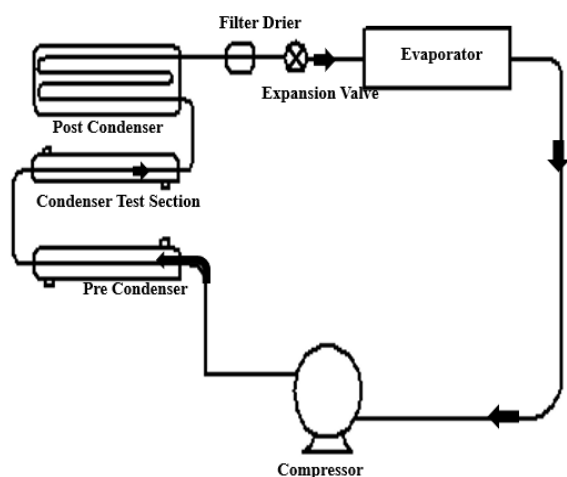 Filter Drier
Evaporator
Expansion Valve
Post Condenser
Condenser Test Section
Pre Condenser
Compressor